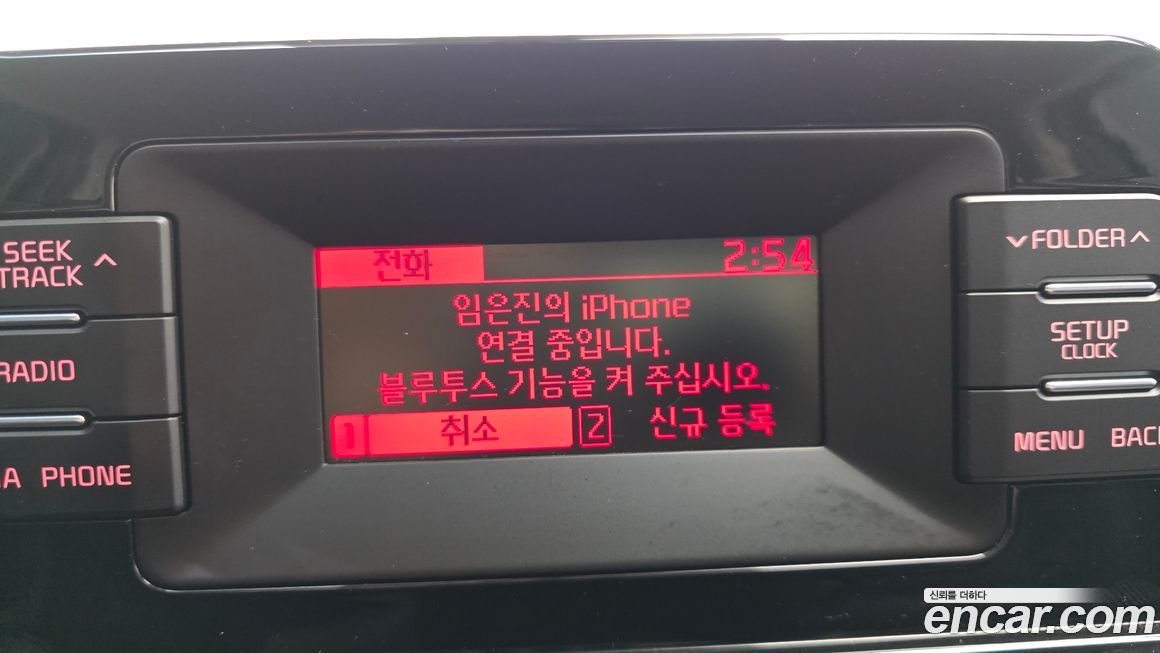 SEEK
TRACK
RADIO
PHONE
전화 2:54
임은진의 iPhone
연결 중입니다.
블루투스 기능을 켜 주십시오.
1 취소 2 신규 등록
FOLDER
SETUP
CLOCK
MENU BACK
신뢰를 더하다
encar.com